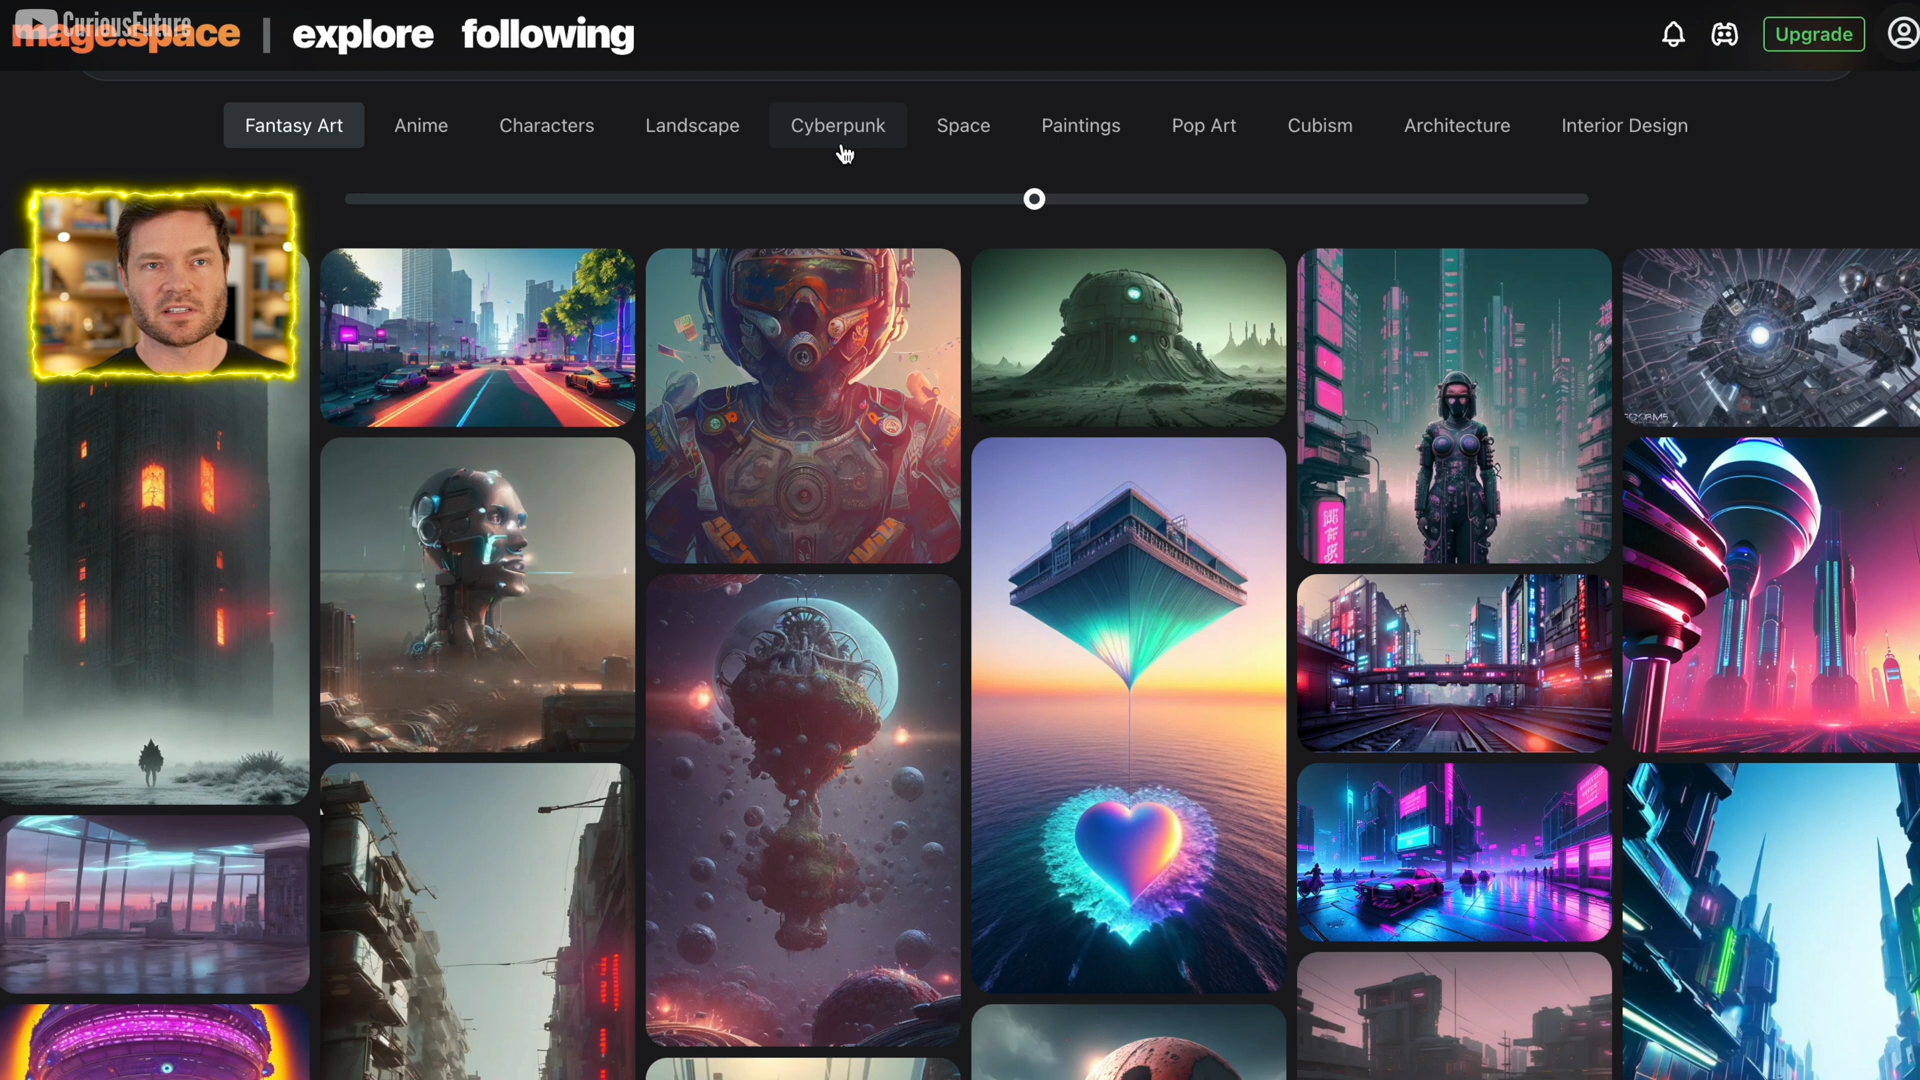 CuriousFuture
mage.space | explore following
Upgrade
Fantasy Art Anime Characters Landscape Cyberpunk Space Paintings Pop Art Cubism Architecture Interior Design